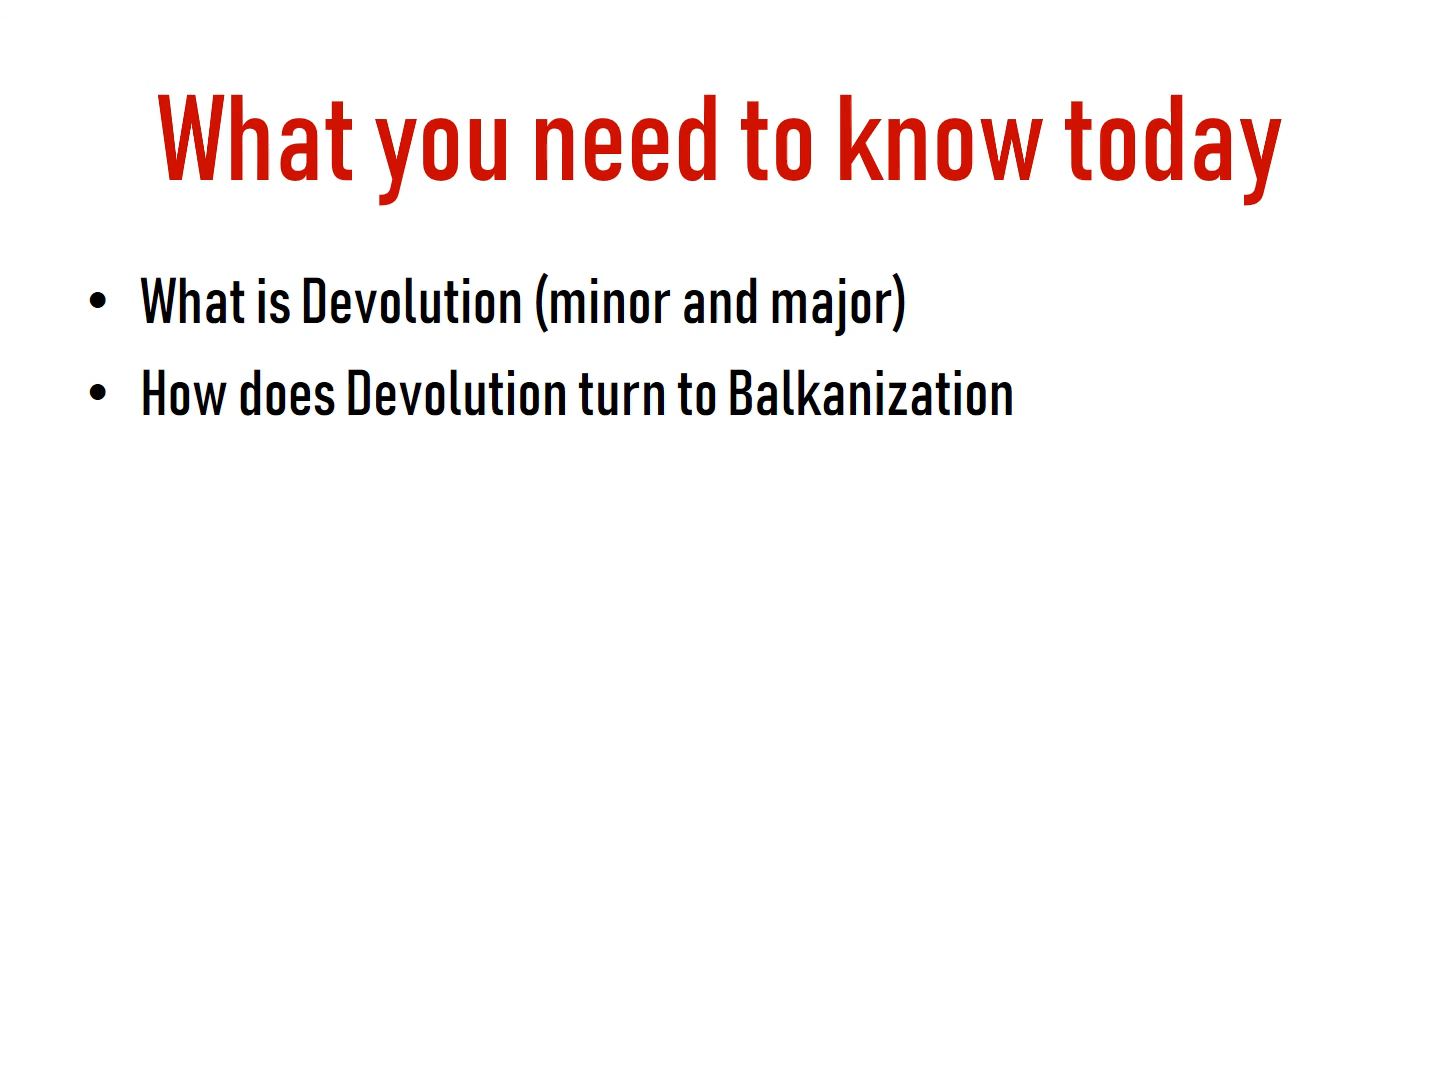 What you need to know today
• What is Devolution (minor and major)
• How does Devolution turn to Balkanization